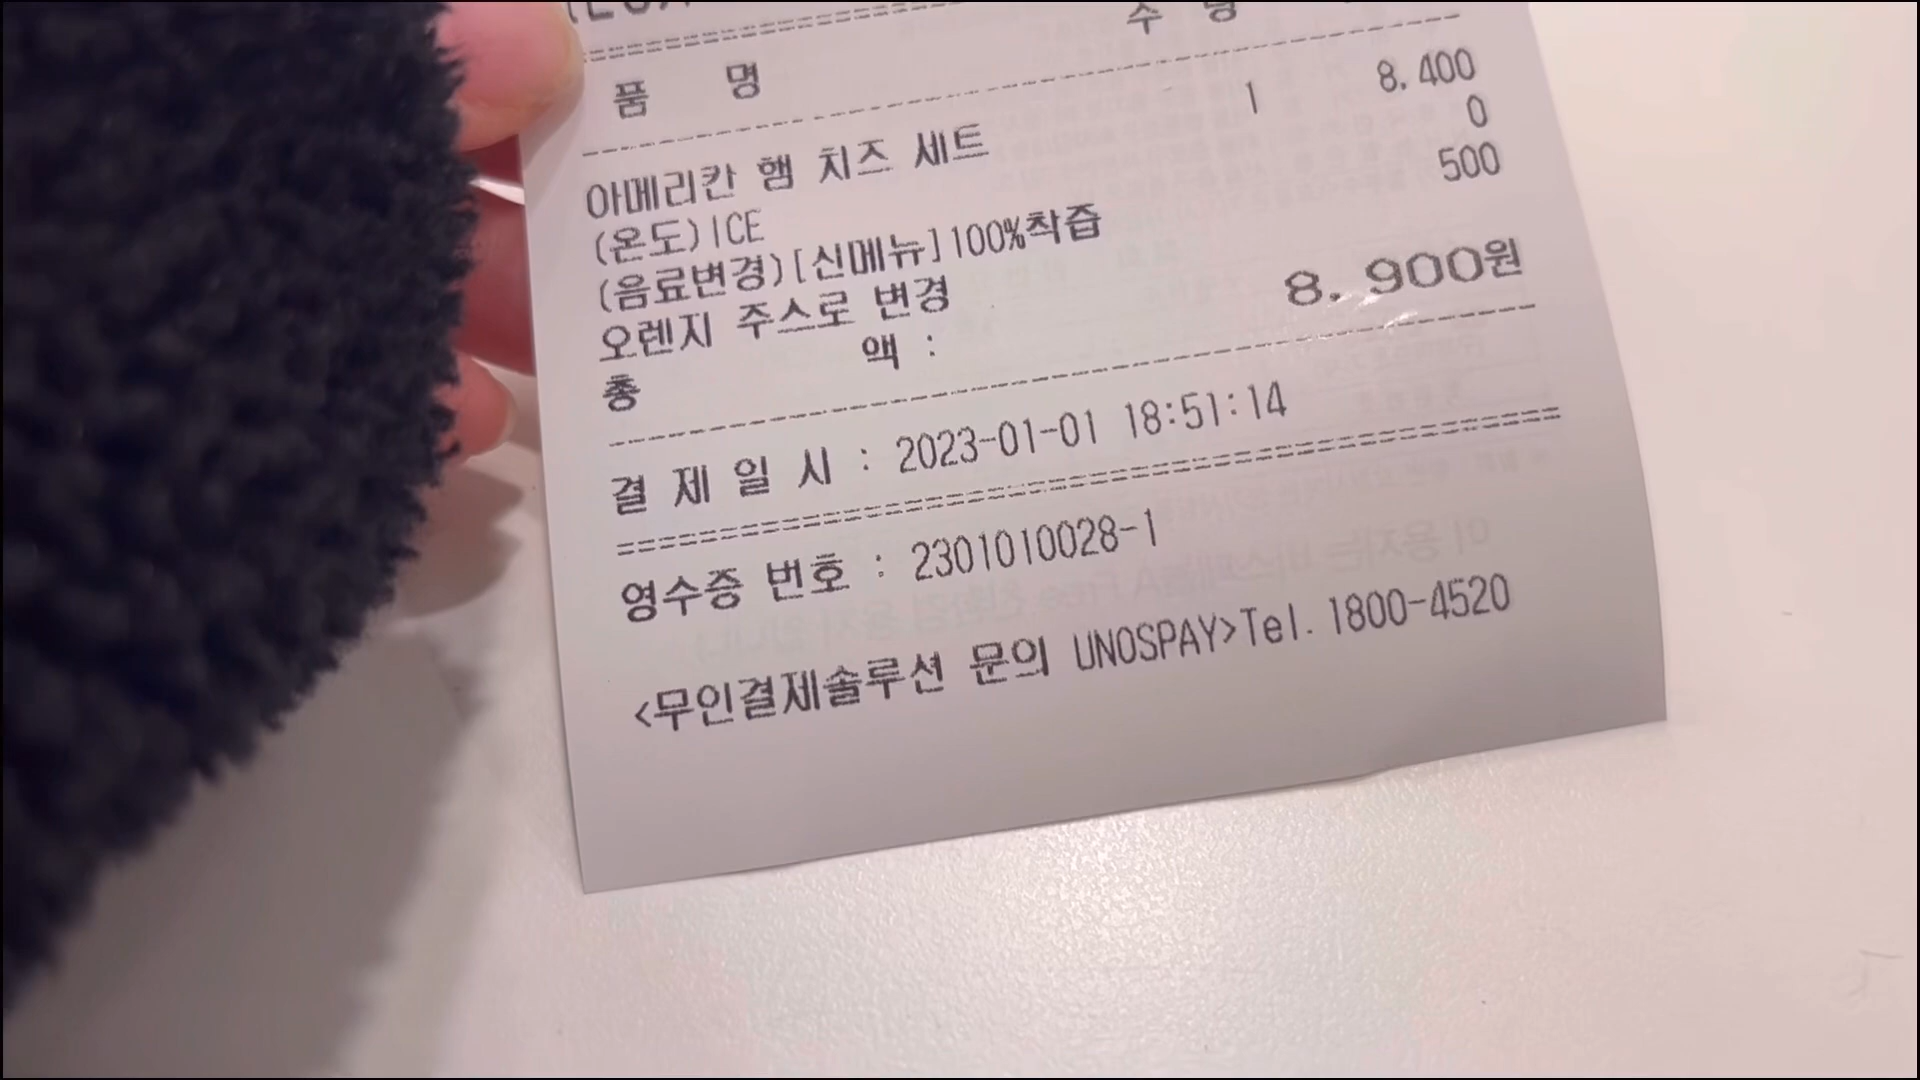 품 명 수 량
아메리칸 햄 치즈 세트 1 8,400
(온도)ICE 0
(음료변경)[신메뉴]100%착즙 500
오렌지 주스로 변경
총 액 : 8,900원
결 제 일 시 : 2023-01-01 18:51:14
영수증 번호 : 2301010028-1
<무인결제솔루션 문의 UNOSPAY>Tel. 1800-4520